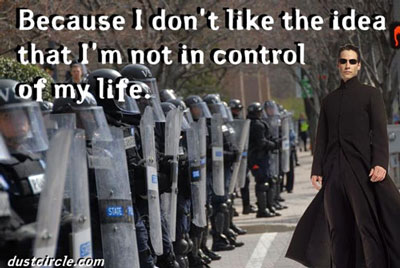 Because I don't like the idea
that I'm not in control
of my life.
STATE
dustcircle.com